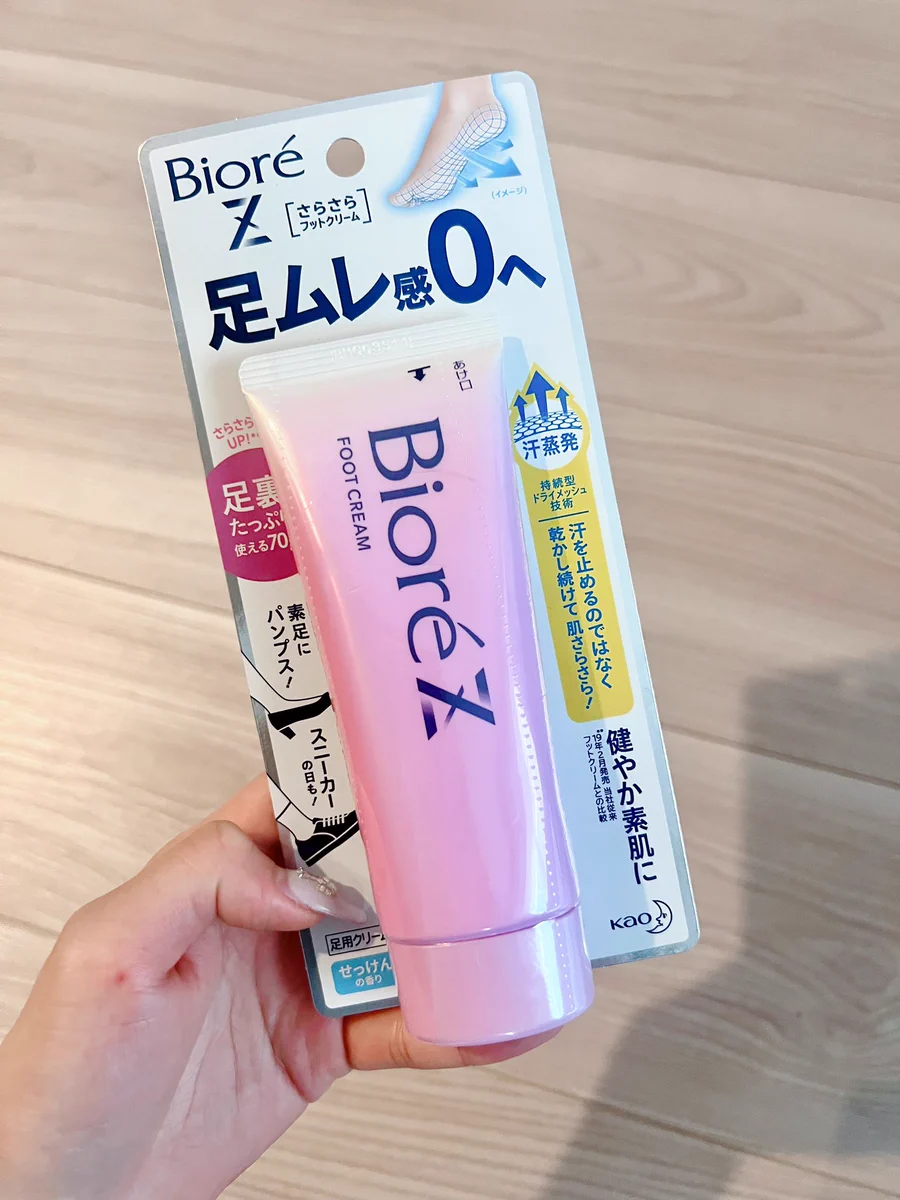 Bioré
Z
さらさら
フットクリーム
(イメージ)
足ムレ感0へ
あけ口
Bioré Z
FOOT CREAM
さらさら
UP!
足裏
たっぷり
使える70
素足に
パンプス!
スニーカー
の日も!
汗蒸発
持続型
ドライメッシュ
技術
汗を止めるのではなく
乾かし続けて 肌さらさら!
健やか素肌に
'19年2月発売 当社従来
フットクリームとの比較
足用クリーム
せっけん
の香り
Kao